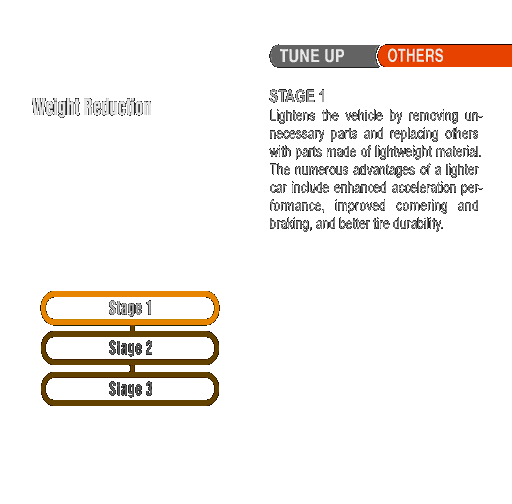 TUNE UP
OTHERS
Weight Reduction
STAGE 1
Lightens the vehicle by removing un-
necessary parts and replacing others
with parts made of lightweight material.
The numerous advantages of a lighter
car include enhanced acceleration per-
formance, improved cornering and
braking, and better tire durability.
Stage 1
Stage 2
Stage 3